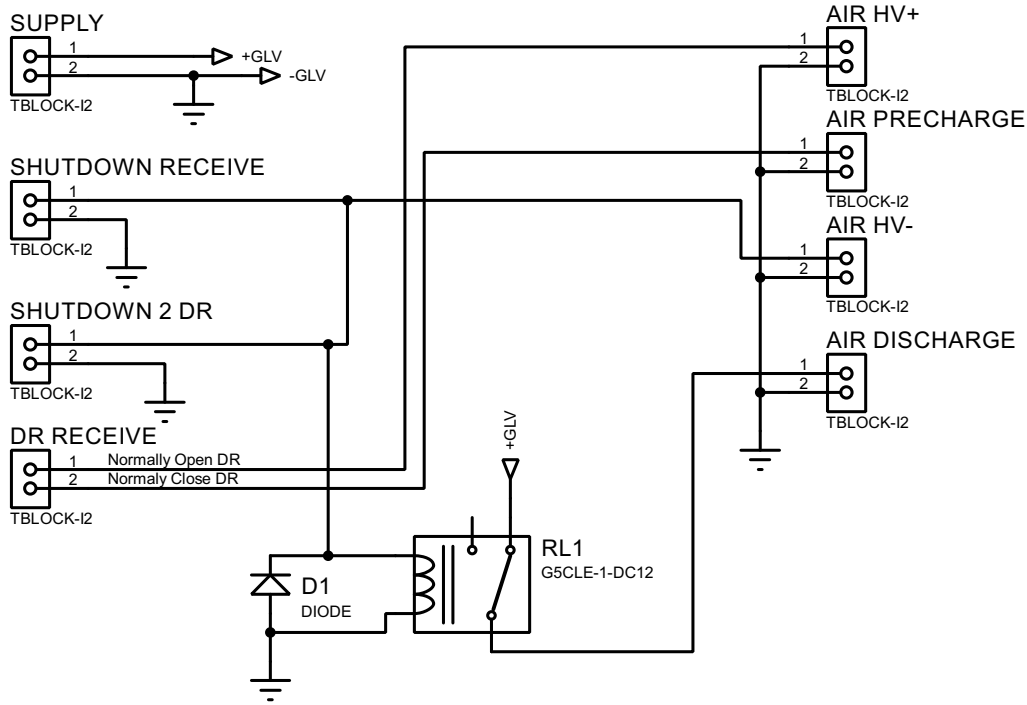 SUPPLY
1
2
+GLV
-GLV
TBLOCK-I2
SHUTDOWN RECEIVE
1
2
TBLOCK-I2
SHUTDOWN 2 DR
1
2
TBLOCK-I2
DR RECEIVE
1
Normally Open DR
2
Normaly Close DR
TBLOCK-I2
D1
DIODE
+GLV
RL1
G5CLE-1-DC12
AIR HV+
1
2
TBLOCK-I2
AIR PRECHARGE
1
2
TBLOCK-I2
AIR HV-
1
2
TBLOCK-I2
AIR DISCHARGE
1
2
TBLOCK-I2